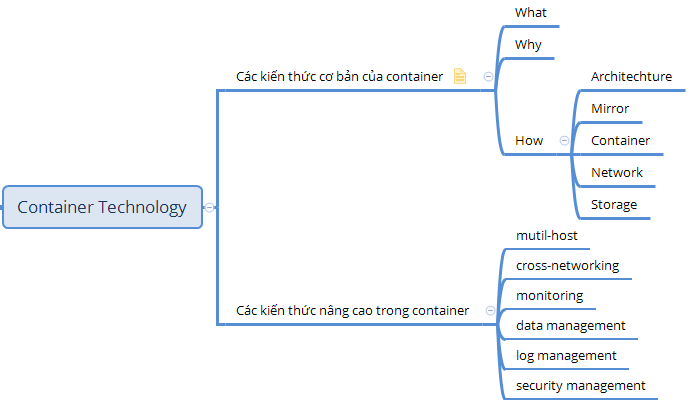 Container Technology
Các kiến thức cơ bản của container
What
Why
How
Architechture
Mirror
Container
Network
Storage
Các kiến thức nâng cao trong container
mutil-host
cross-networking
monitoring
data management
log management
security management